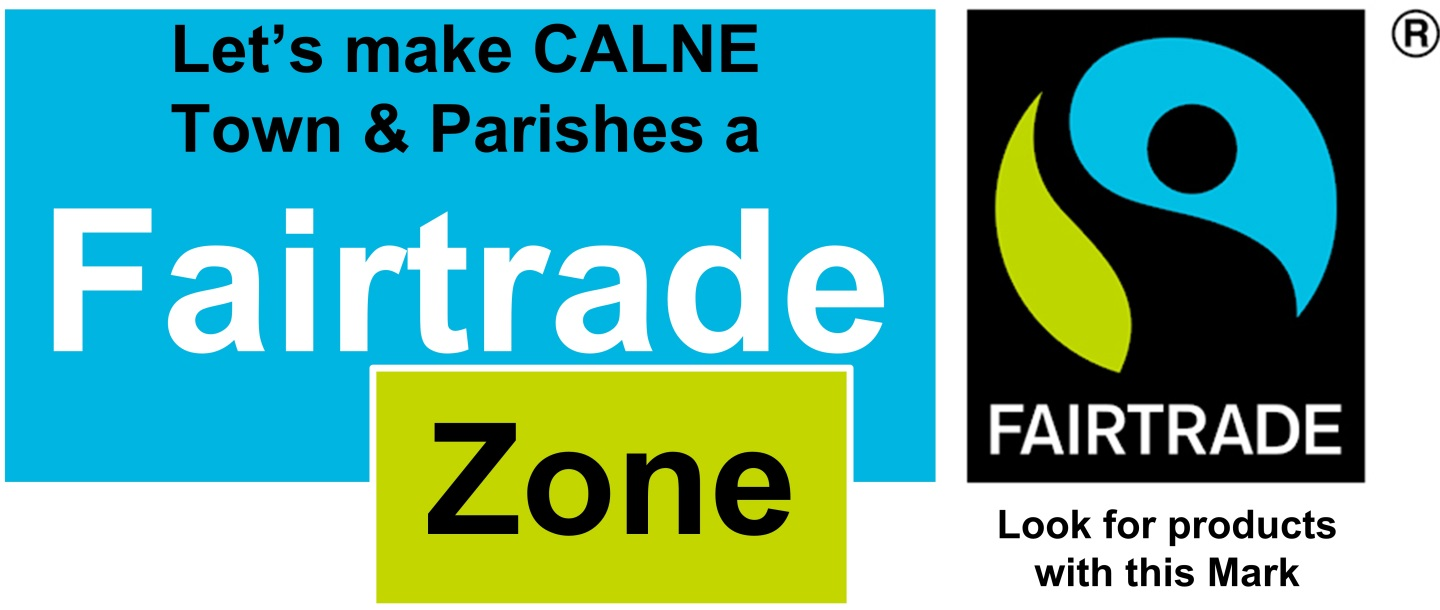 Let’s make CALNE
Town & Parishes a
Fairtrade
Zone
®
FAIRTRADE
Look for products
with this Mark